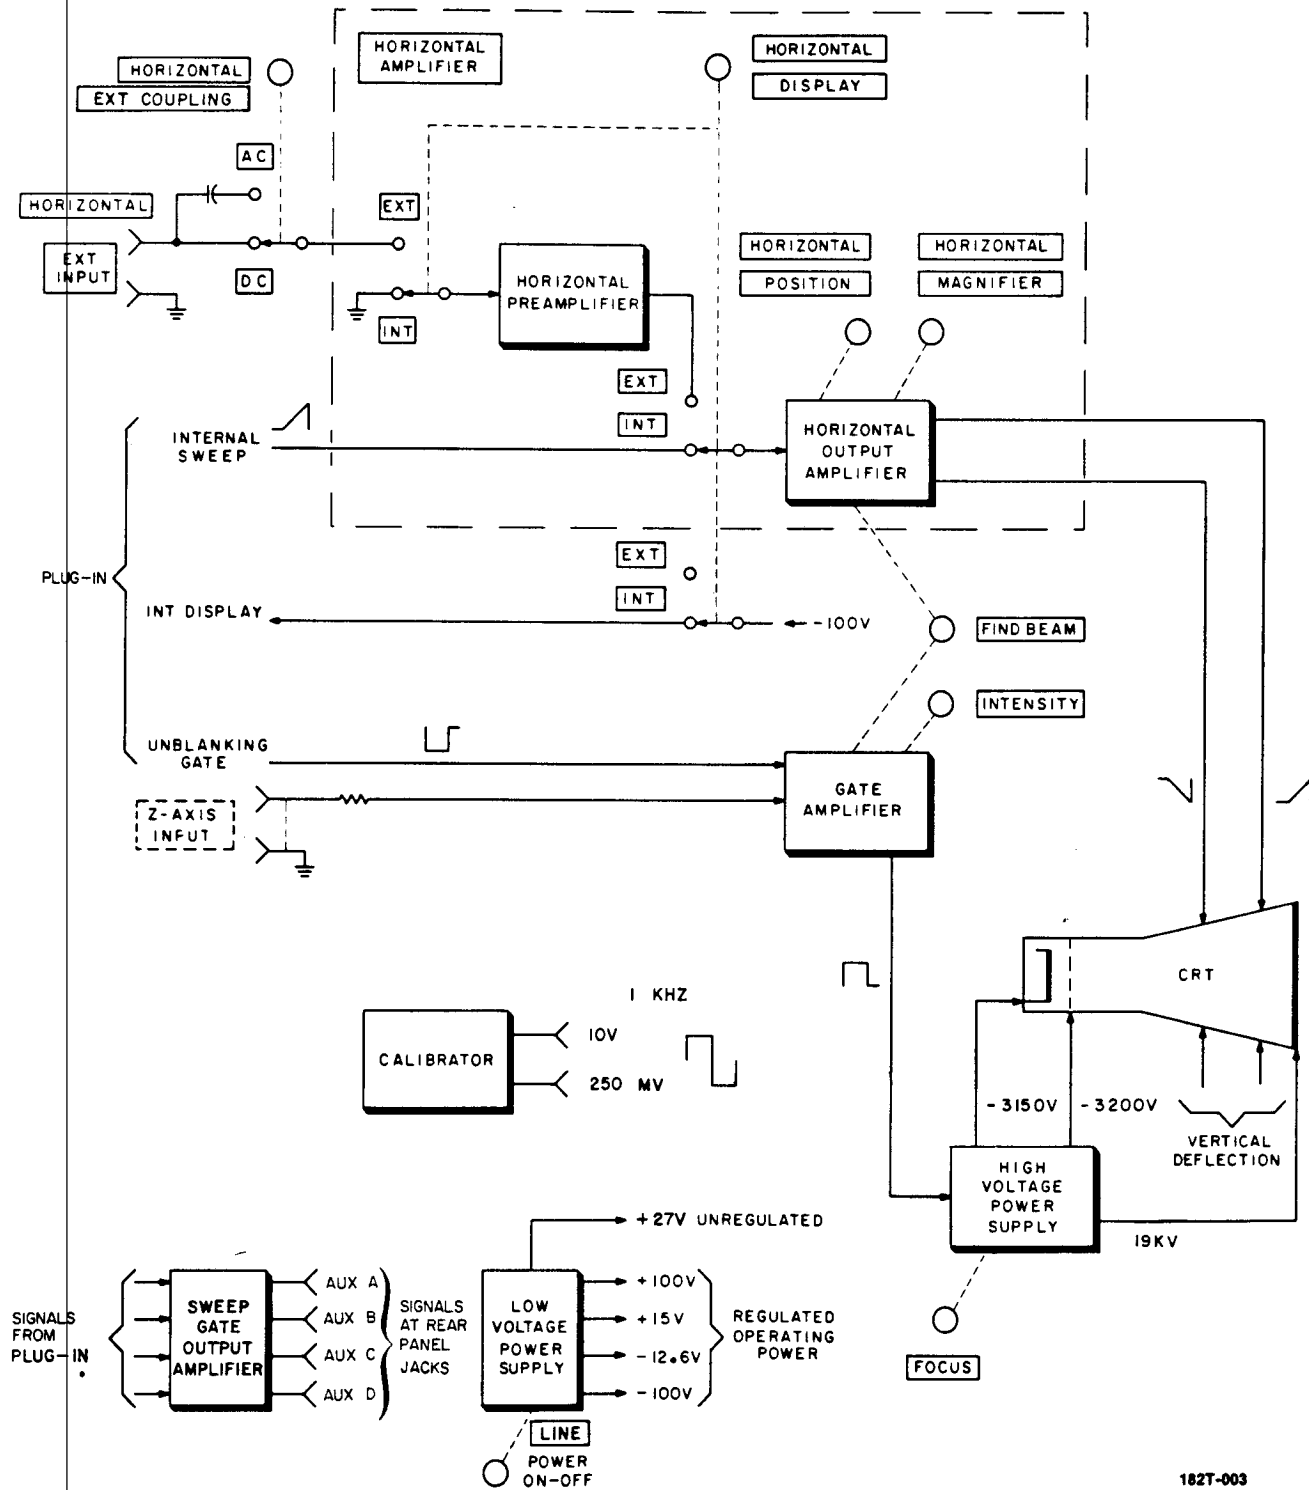 HORIZONTAL
AMPLIFIER
HORIZONTAL
DISPLAY
HORIZONTAL
EXT COUPLING
AC
HORIZONTAL
EXT
INPUT
DC
EXT
INT
HORIZONTAL
PREAMPLIFIER
HORIZONTAL
POSITION
HORIZONTAL
MAGNIFIER
EXT
INT
INTERNAL
SWEEP
HORIZONTAL
OUTPUT
AMPLIFIER
PLUG-IN
EXT
INT
INT DISPLAY
-100V
FIND BEAM
INTENSITY
UNBLANKING
GATE
Z-AXIS
INPUT
GATE
AMPLIFIER
CRT
1 KHZ
CALIBRATOR
10V
250 MV
-3150V
-3200V
VERTICAL
DEFLECTION
HIGH
VOLTAGE
POWER
SUPPLY
19KV
FOCUS
+27V UNREGULATED
SIGNALS
FROM
PLUG-IN
SWEEP
GATE
OUTPUT
AMPLIFIER
AUX A
AUX B
AUX C
AUX D
SIGNALS
AT REAR
PANEL
JACKS
LOW
VOLTAGE
POWER
SUPPLY
+100V
+15V
-12.6V
-100V
REGULATED
OPERATING
POWER
LINE
POWER
ON-OFF
182T-003